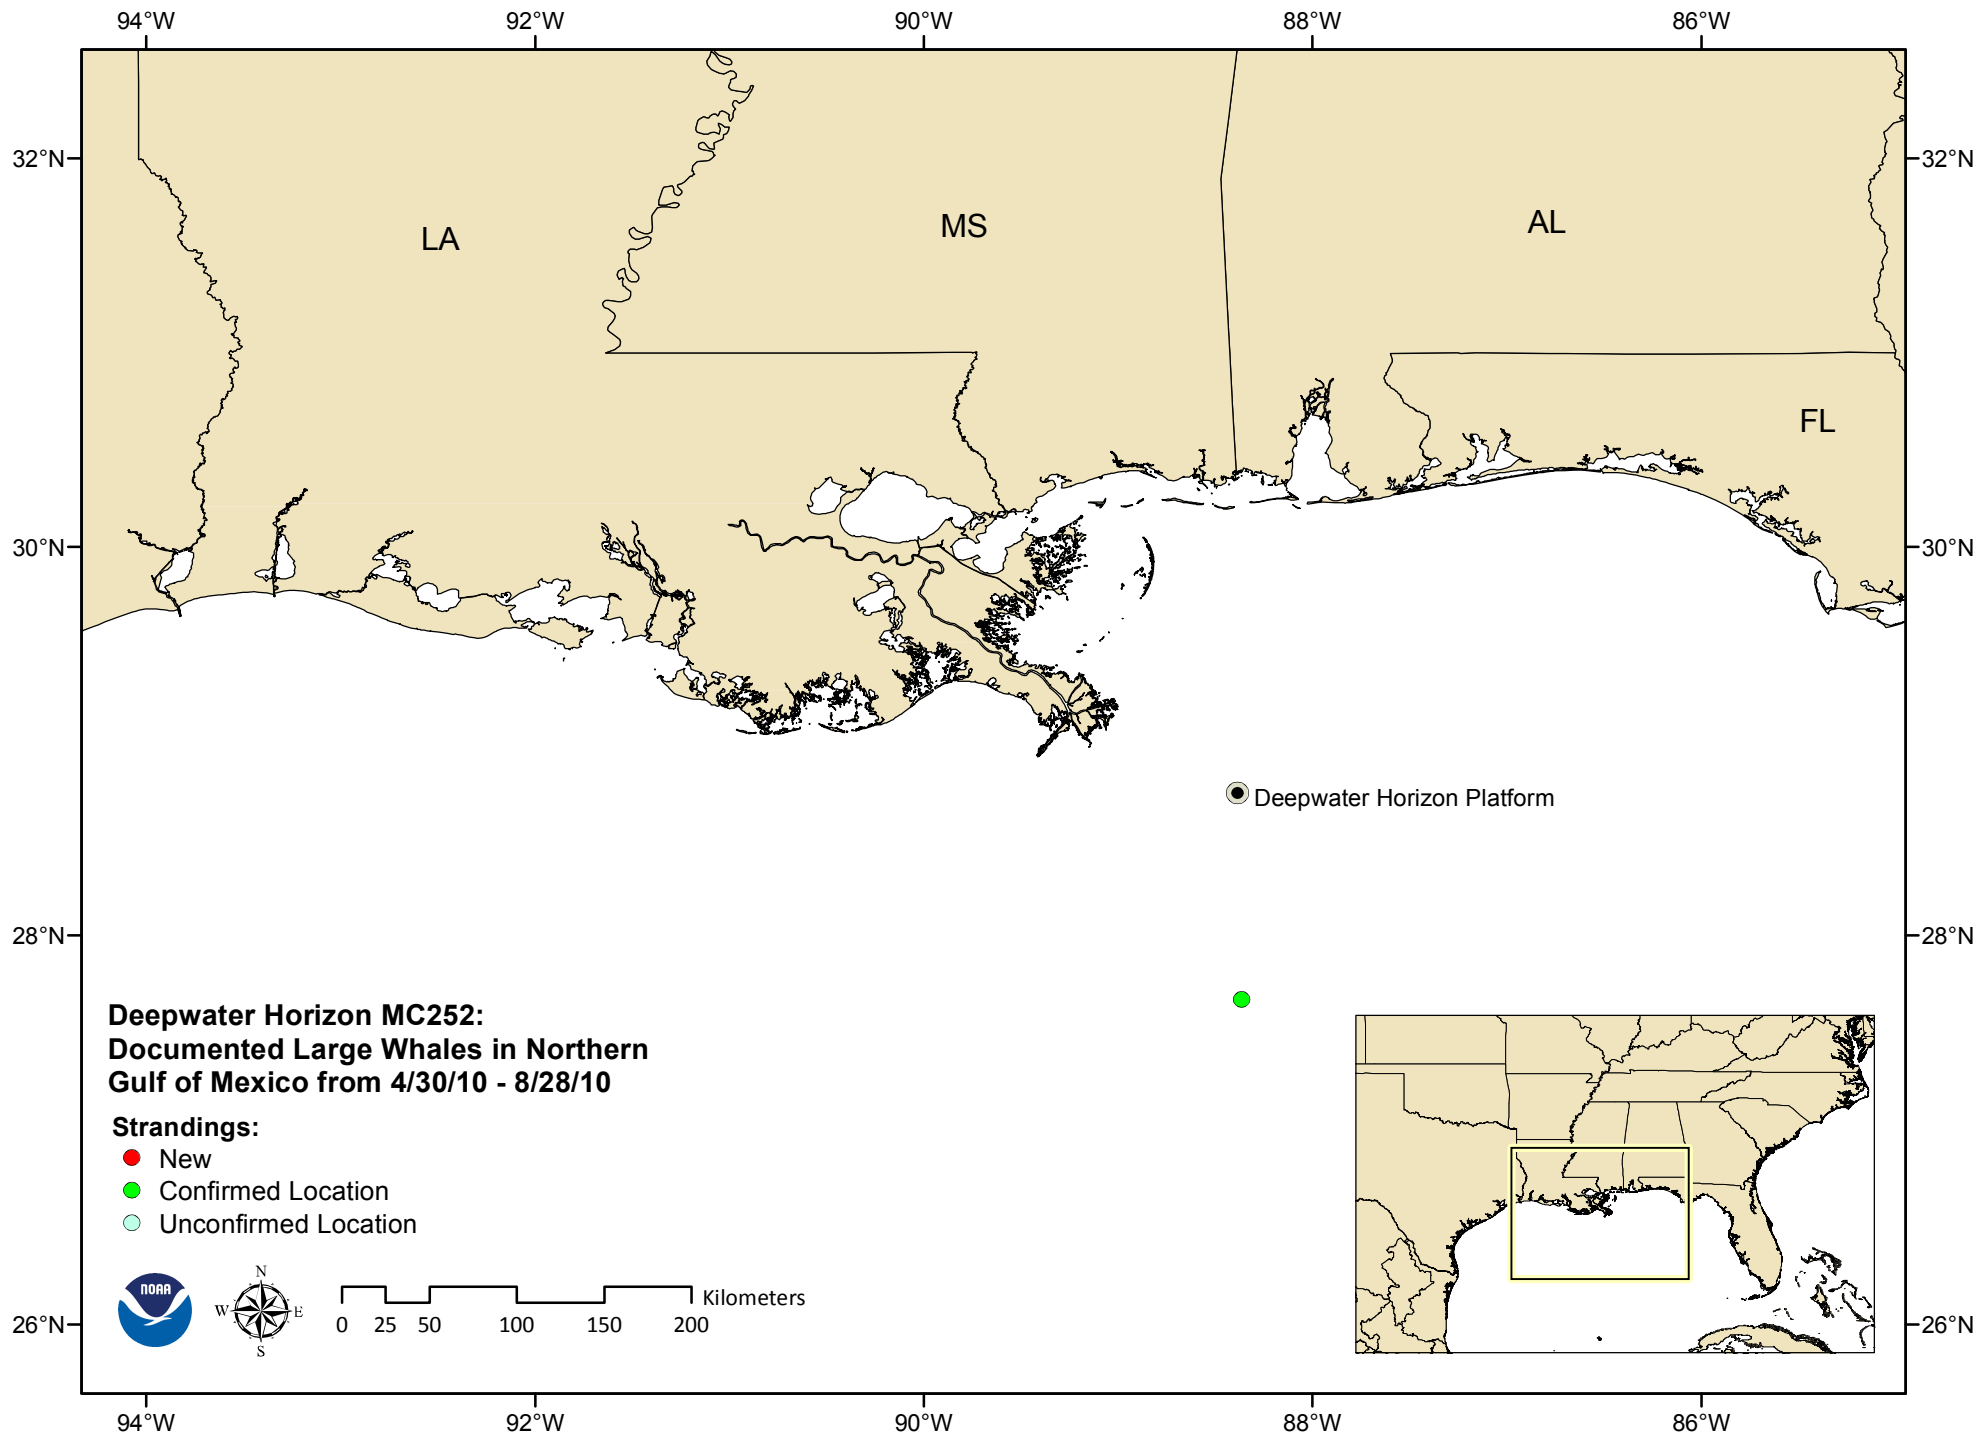 94°W 92°W 90°W 88°W 86°W
32°N 32°N
LA MS AL
FL
30°N 30°N
Deepwater Horizon Platform
28°N 28°N
Deepwater Horizon MC252:
Documented Large Whales in Northern
Gulf of Mexico from 4/30/10 - 8/28/10
Strandings:
New
Confirmed Location
Unconfirmed Location
NOAA
N
W E
S
Kilometers
0 25 50 100 150 200
26°N 26°N
94°W 92°W 90°W 88°W 86°W